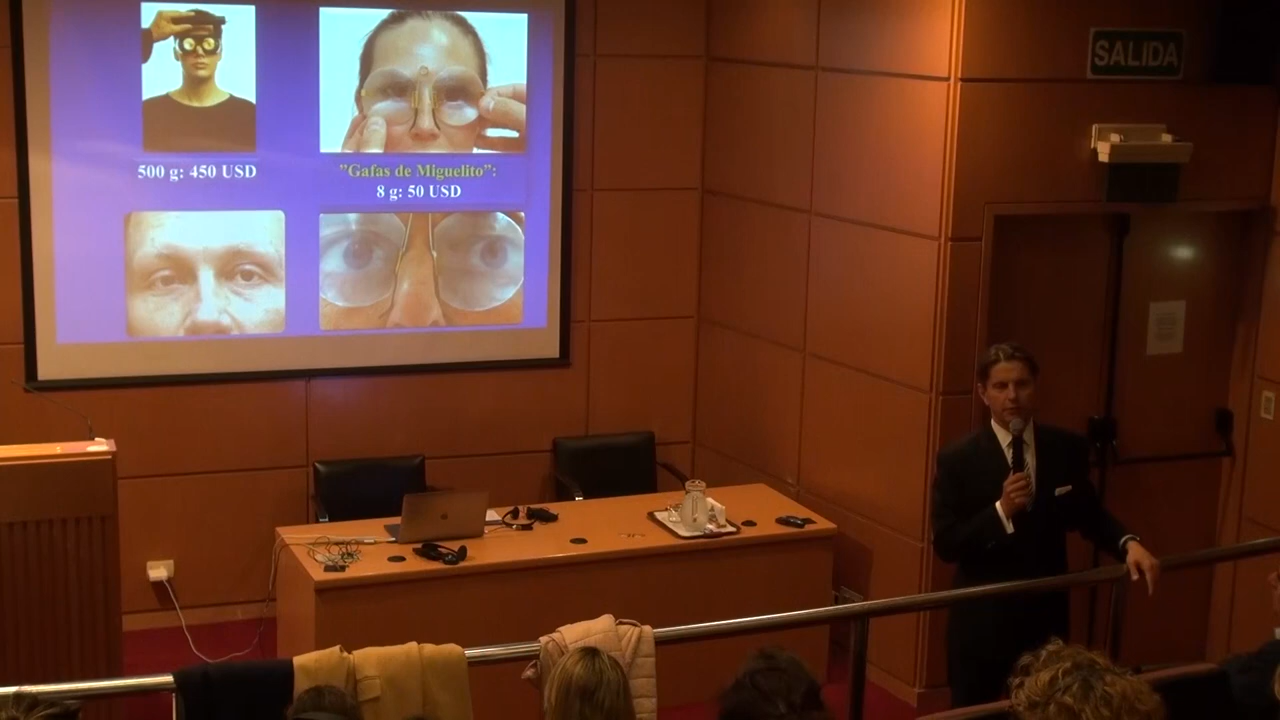 SALIDA
500 g: 450 USD
”Gafas de Miguelito”:
8 g: 50 USD